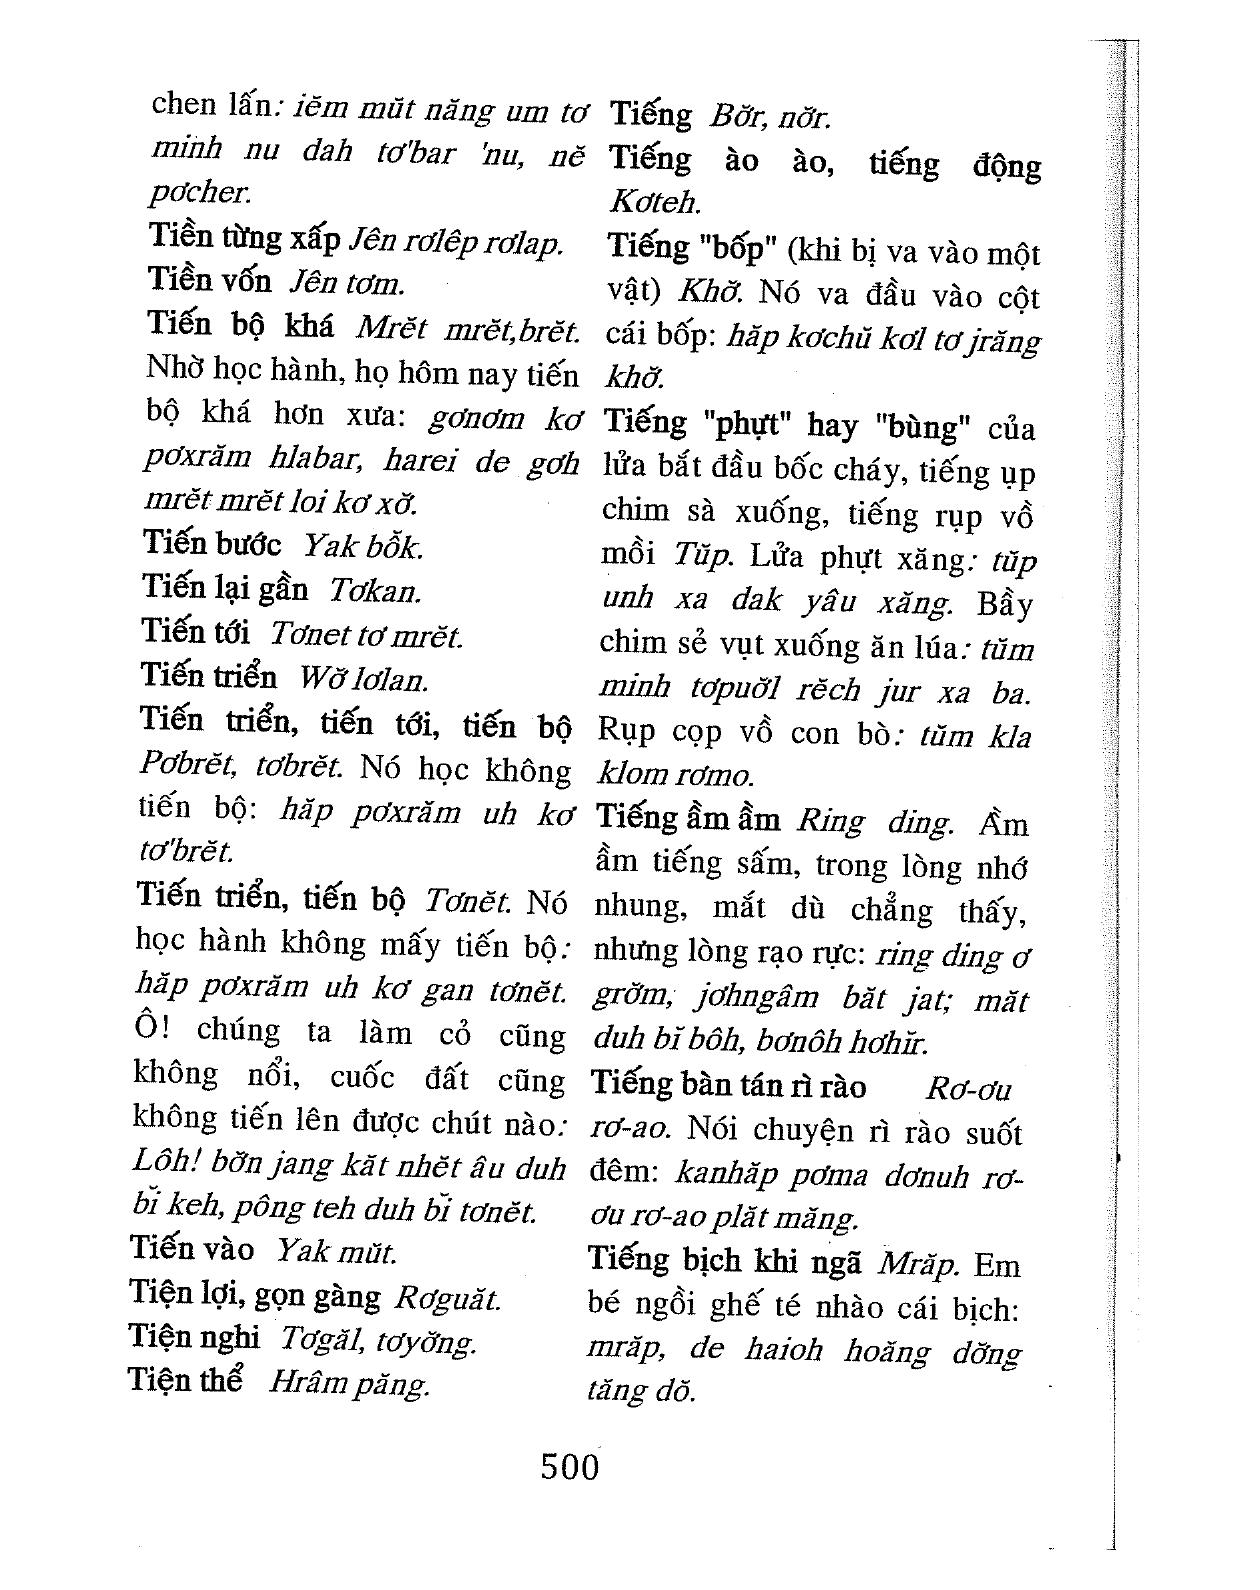 chen lấn: iĕm mŭt năng um tơ
minh nu dah tơ'bar 'nu, nĕ
pơcher.
Tiền từng xấp Jên rơlêp rơlap.
Tiền vốn Jên tơm.
Tiến bộ khá Mrĕt mrĕt,brĕt.
Nhờ học hành, họ hôm nay tiến
bộ khá hơn xưa: gơnơm kơ
pơxrăm hlabar, harei de gơh
mrĕt mrĕt loi kơ xơ̆.
Tiến bước Yak bô̆k.
Tiến lại gần Tơkan.
Tiến tới Tơnet tơ mrĕt.
Tiến triển Wơ̆ lơlan.
Tiến triển, tiến tới, tiến bộ
Pơbrĕt, tơbrĕt. Nó học không
tiến bộ: hăp pơxrăm uh kơ
tơ'brĕt.
Tiến triển, tiến bộ Tơnĕt. Nó
học hành không mấy tiến bộ:
hăp pơxrăm uh kơ gan tơnĕt.
Ô! chúng ta làm cỏ cũng
không nổi, cuốc đất cũng
không tiến lên được chút nào:
Lôh! bơ̆n jang kăt nhĕt âu duh
bĭ keh, pông teh duh bĭ tơnĕt.
Tiến vào Yak mŭt.
Tiện lợi, gọn gàng Rơguăt.
Tiện nghi Tơgăl, tơyơ̆ng.
Tiện thể Hrâm păng.
Tiếng Bơ̆r, nơ̆r.
Tiếng ào ào, tiếng động
Kơteh.
Tiếng "bốp" (khi bị va vào một
vật) Khơ̆. Nó va đầu vào cột
cái bốp: hăp kơchŭ kơl tơ jrăng
khơ̆.
Tiếng "phựt" hay "bùng" của
lửa bắt đầu bốc cháy, tiếng ụp
chim sà xuống, tiếng rụp vồ
mồi Tŭp. Lửa phựt xăng: tŭp
unh xa dak yâu xăng. Bầy
chim sẻ vụt xuống ăn lúa: tŭm
minh tơpuơ̆l rĕch jur xa ba.
Rụp cọp vồ con bò: tŭm kla
klom rơmo.
Tiếng ầm ầm Ring ding. Ầm
ầm tiếng sấm, trong lòng nhớ
nhung, mắt dù chẳng thấy,
nhưng lòng rạo rực: ring ding ơ
grơ̆m, jơhngâm băt jat; măt
duh bĭ bôh, bơnôh hơhĭr.
Tiếng bàn tán rì rào Rơ-ơu
rơ-ao. Nói chuyện rì rào suốt
đêm: kanhăp pơma dơnuh rơ-
ơu rơ-ao plăt măng.
Tiếng bịch khi ngã Mrăp. Em
bé ngồi ghế té nhào cái bịch:
mrăp, de haioh hoăng dơ̆ng
tăng dŏ.
500